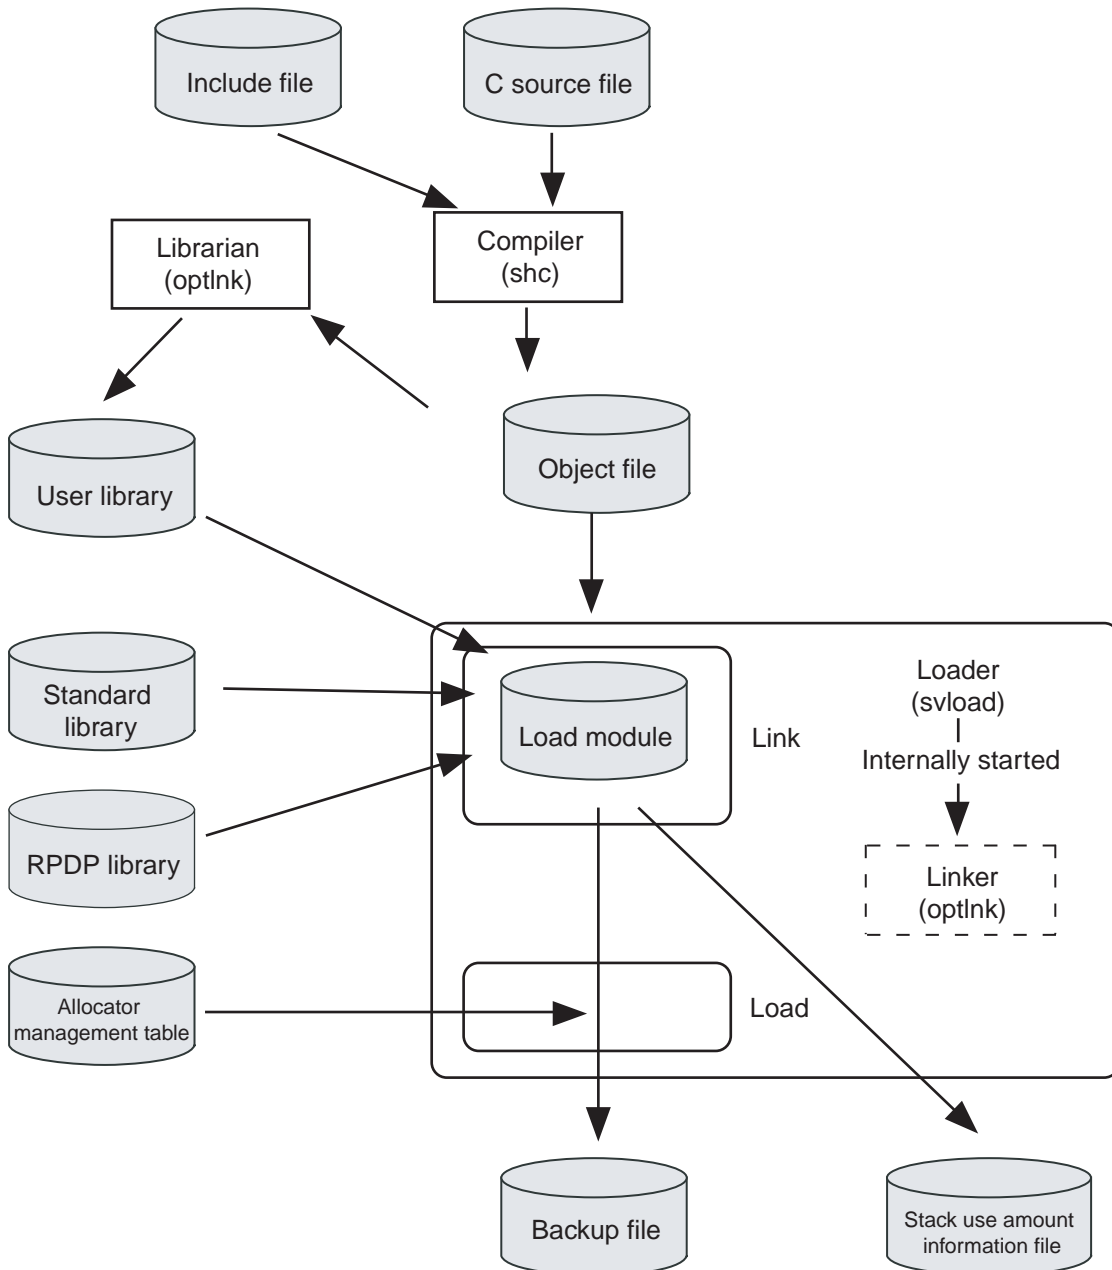 Include file
C source file
Librarian
(optlnk)
Compiler
(shc)
User library
Object file
Standard
library
Load module
Link
Loader
(svload)
Internally started
RPDP library
Linker
(optlnk)
Allocator
management table
Load
Backup file
Stack use amount
information file